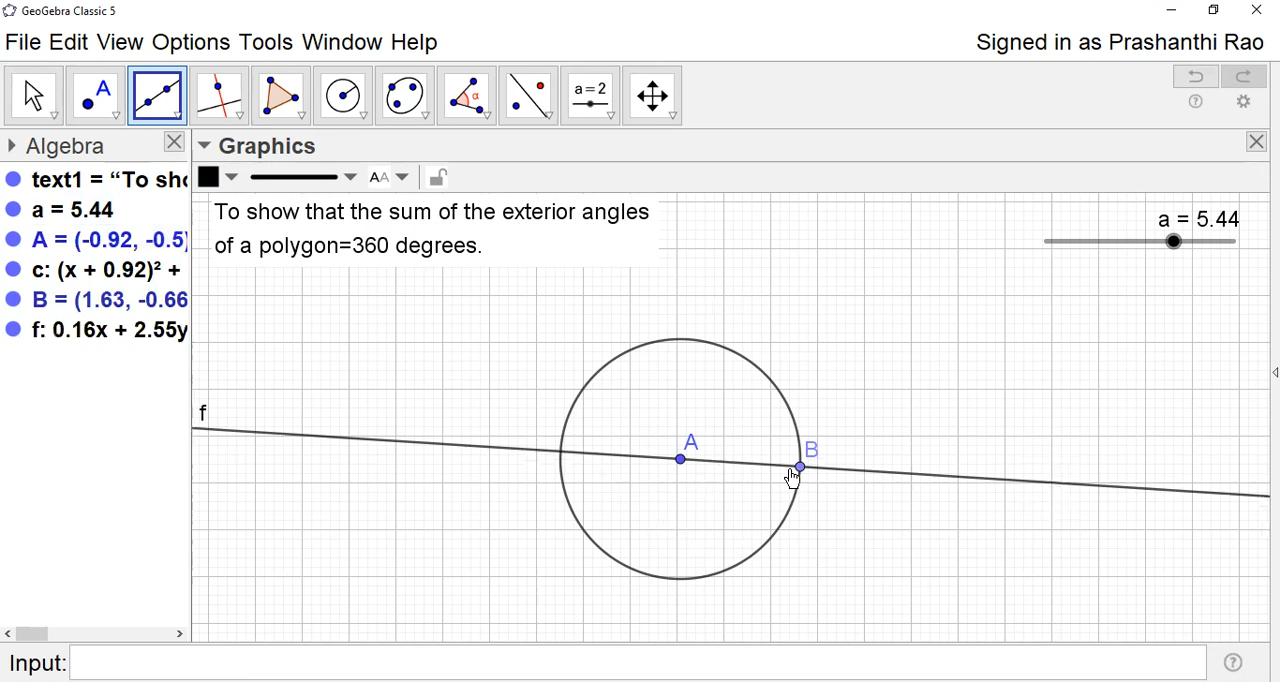 GeoGebra Classic 5
File Edit View Options Tools Window Help
Signed in as Prashanthi Rao
A
α
a=2
Algebra
Graphics
AA
text1 = “To sho
a = 5.44
A = (-0.92, -0.5)
c: (x + 0.92)² +
B = (1.63, -0.66
f: 0.16x + 2.55y
To show that the sum of the exterior angles
of a polygon=360 degrees.
a = 5.44
f
A
B
Input: